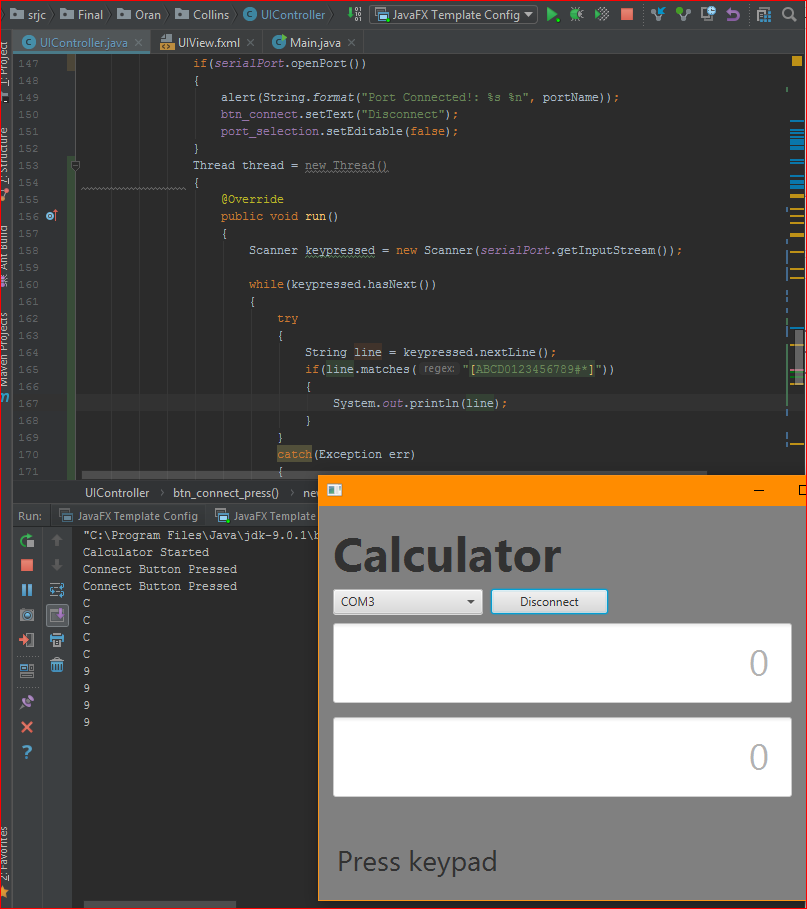 srjc Final Oran Collins UIController JavaFX Template Config
UIController.java UIView.fxml Main.java
1: Project
7: Structure
Ant Build
Maven Projects
2: Favorites
147 if(serialPort.openPort())
148 {
149 alert(String.format("Port Connected!: %s %n", portName));
150 btn_connect.setText("Disconnect");
151 port_selection.setEditable(false);
152 }
153 Thread thread = new Thread()
154 {
155 @Override
156 public void run()
157 {
158 Scanner keypressed = new Scanner(serialPort.getInputStream());
159
160 while(keypressed.hasNext())
161 {
162 try
163 {
164 String line = keypressed.nextLine();
165 if(line.matches( regex: "[ABCD0123456789#*]"))
166 {
167 System.out.println(line);
168 }
169 }
170 catch(Exception err)
171 {
UIController btn_connect_press() new
Run: JavaFX Template Config JavaFX Template
"C:\Program Files\Java\jdk-9.0.1\b
Calculator Started
Connect Button Pressed
Connect Button Pressed
C
C
C
C
9
9
9
9
Calculator
COM3 Disconnect
0
0
Press keypad